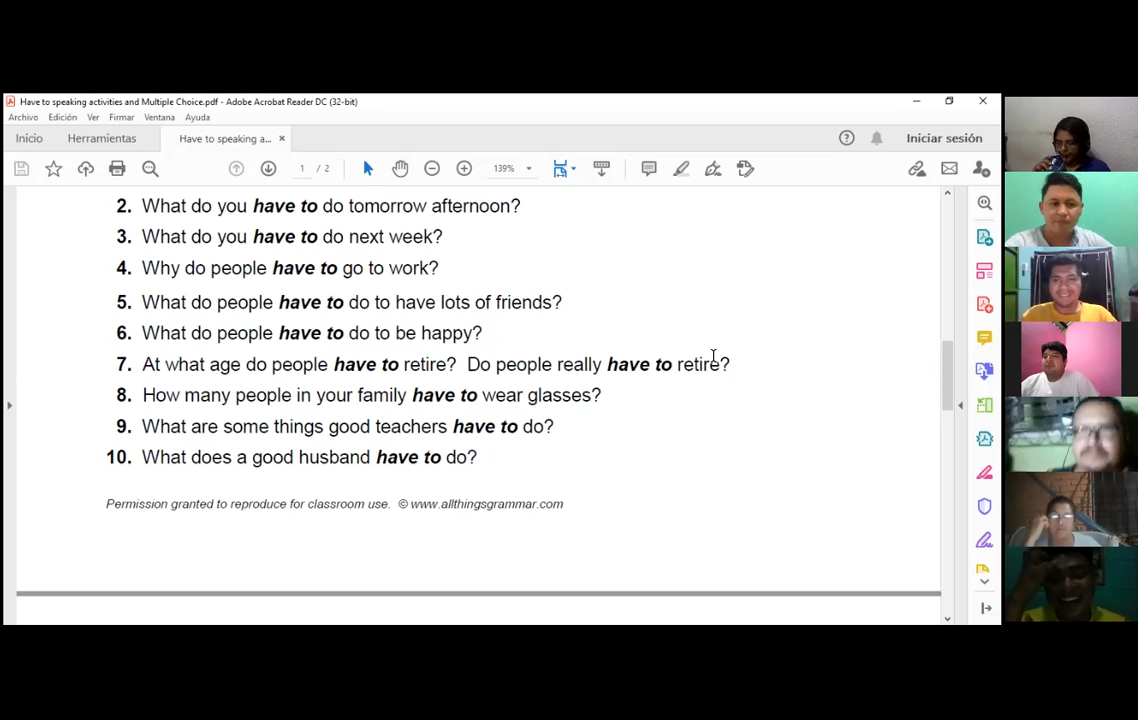 Have to speaking activities and Multiple Choice.pdf - Adobe Acrobat Reader DC (32-bit)
Archivo Edición Ver Firmar Ventana Ayuda
Inicio Herramientas Have to speaking a... Iniciar sesión
1 / 2 139%
2. What do you have to do tomorrow afternoon?
3. What do you have to do next week?
4. Why do people have to go to work?
5. What do people have to do to have lots of friends?
6. What do people have to do to be happy?
7. At what age do people have to retire? Do people really have to retire?
8. How many people in your family have to wear glasses?
9. What are some things good teachers have to do?
10. What does a good husband have to do?
Permission granted to reproduce for classroom use. © www.allthingsgrammar.com